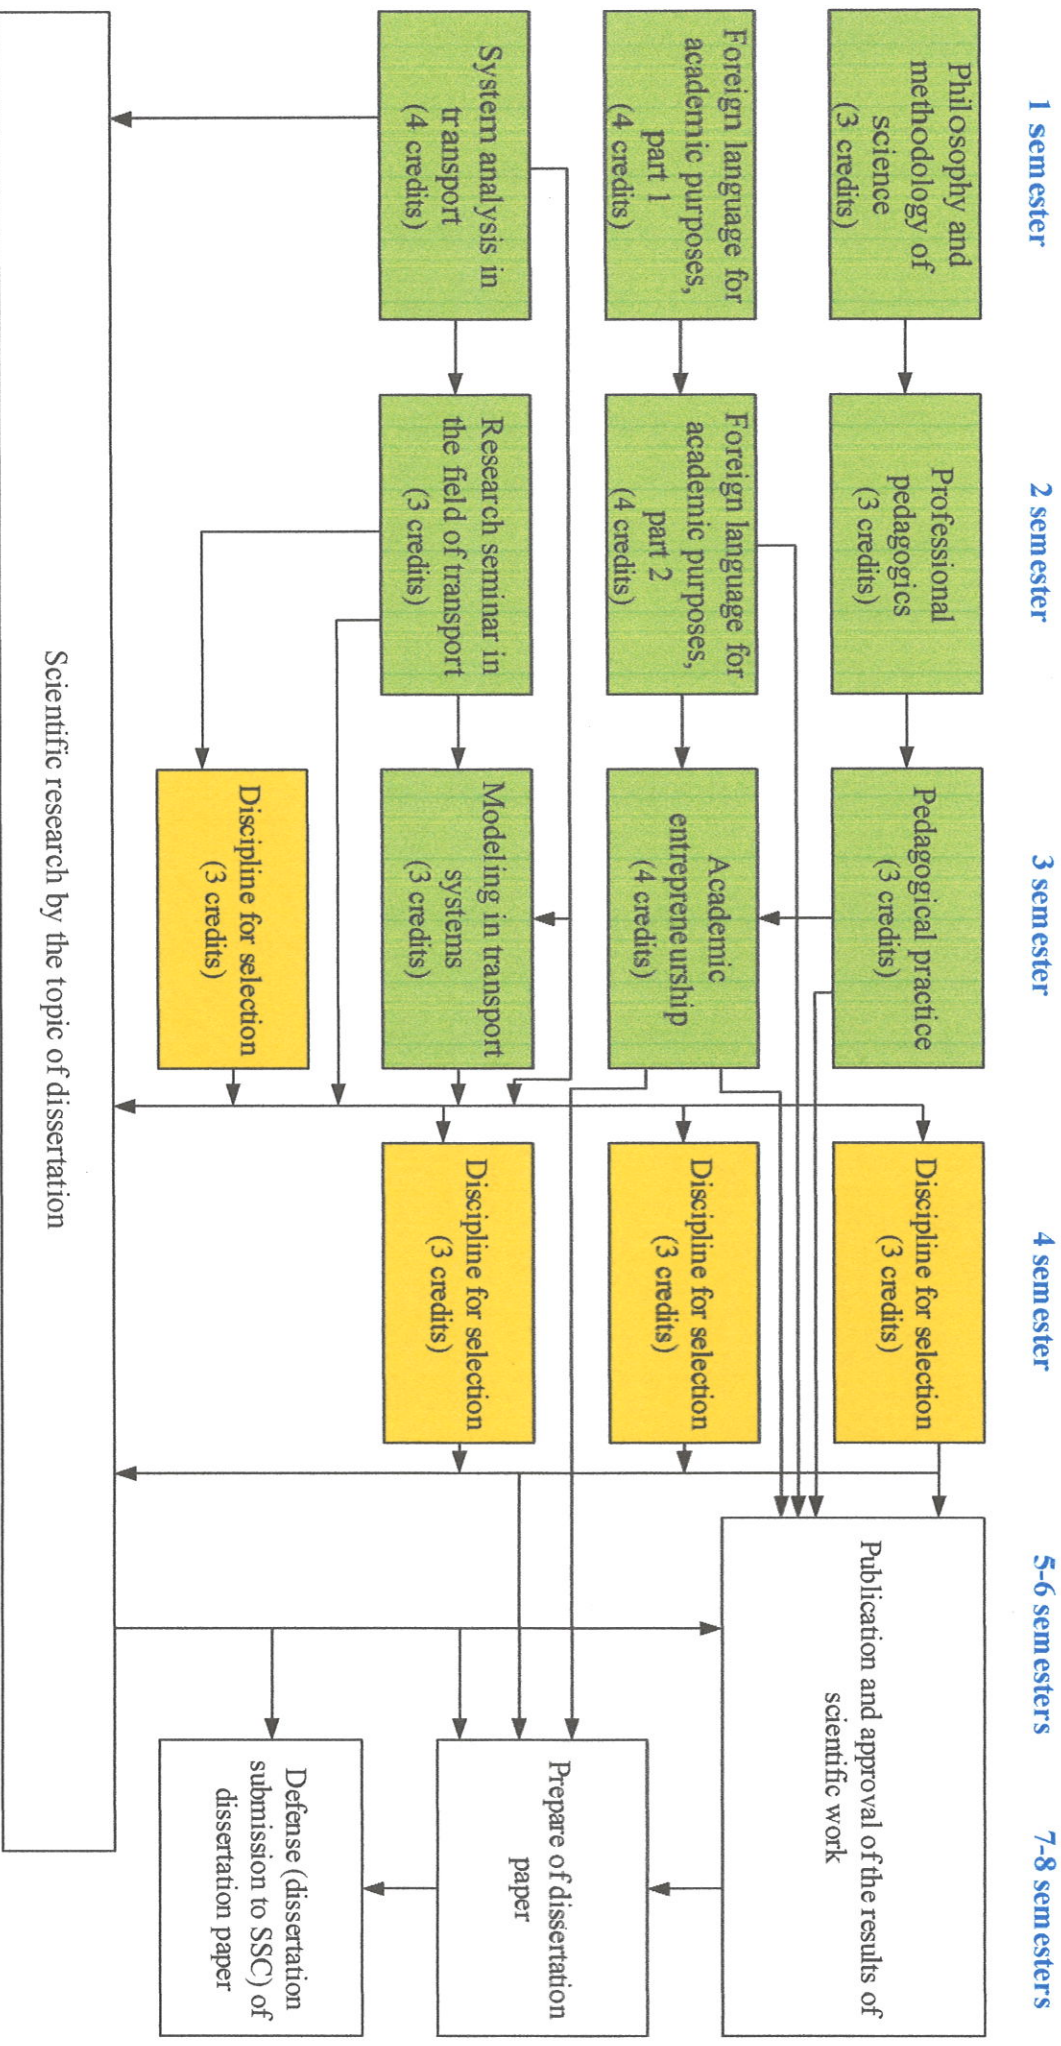 1 semester
2 semester
3 semester
4 semester
5-6 semesters
7-8 semesters
Philosophy and
methodology of
science
(3 credits)
Professional
pedagogics
(3 credits)
Pedagogical practice
(3 credits)
Discipline for selection
(3 credits)
Publication and approval of the results of
scientific work
Foreign language for
academic purposes,
part 1
(4 credits)
Foreign language for
academic purposes,
part 2
(4 credits)
Academic
entrepreneurship
(4 credits)
Discipline for selection
(3 credits)
Prepare of dissertation
paper
System analysis in
transport
(4 credits)
Research seminar in
the field of transport
(3 credits)
Modeling in transport
systems
(3 credits)
Discipline for selection
(3 credits)
Defense (dissertation
submission to SSC) of
dissertation paper
Discipline for selection
(3 credits)
Scientific research by the topic of dissertation